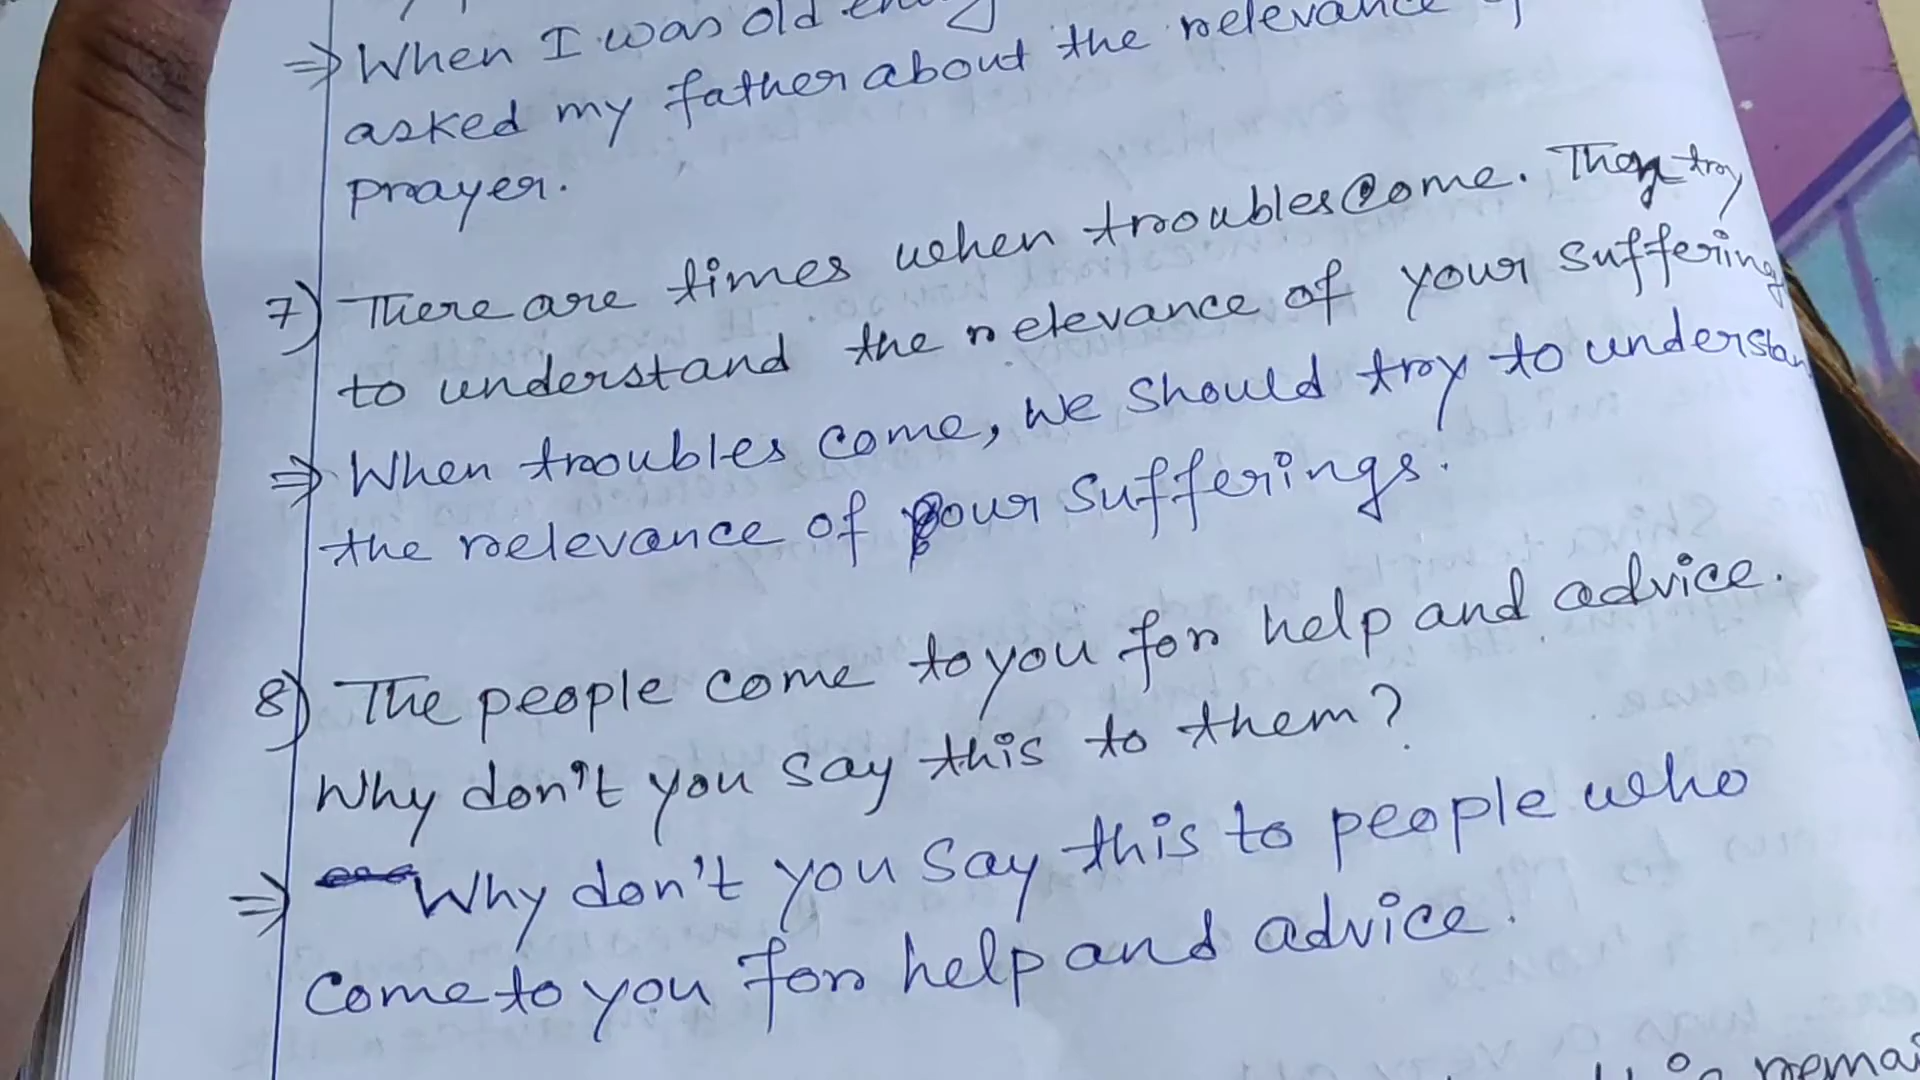 ⇒ When I was old
asked my father about the relevance
prayer.
7) There are times when troubles come. Then try
to understand the relevance of your suffering
⇒ When troubles come, we should try to understan
the relevance of our sufferings.
8) The people come to you for help and advice.
Why don't you say this to them?
⇒ Why don't you say this to people who
come to you for help and advice.